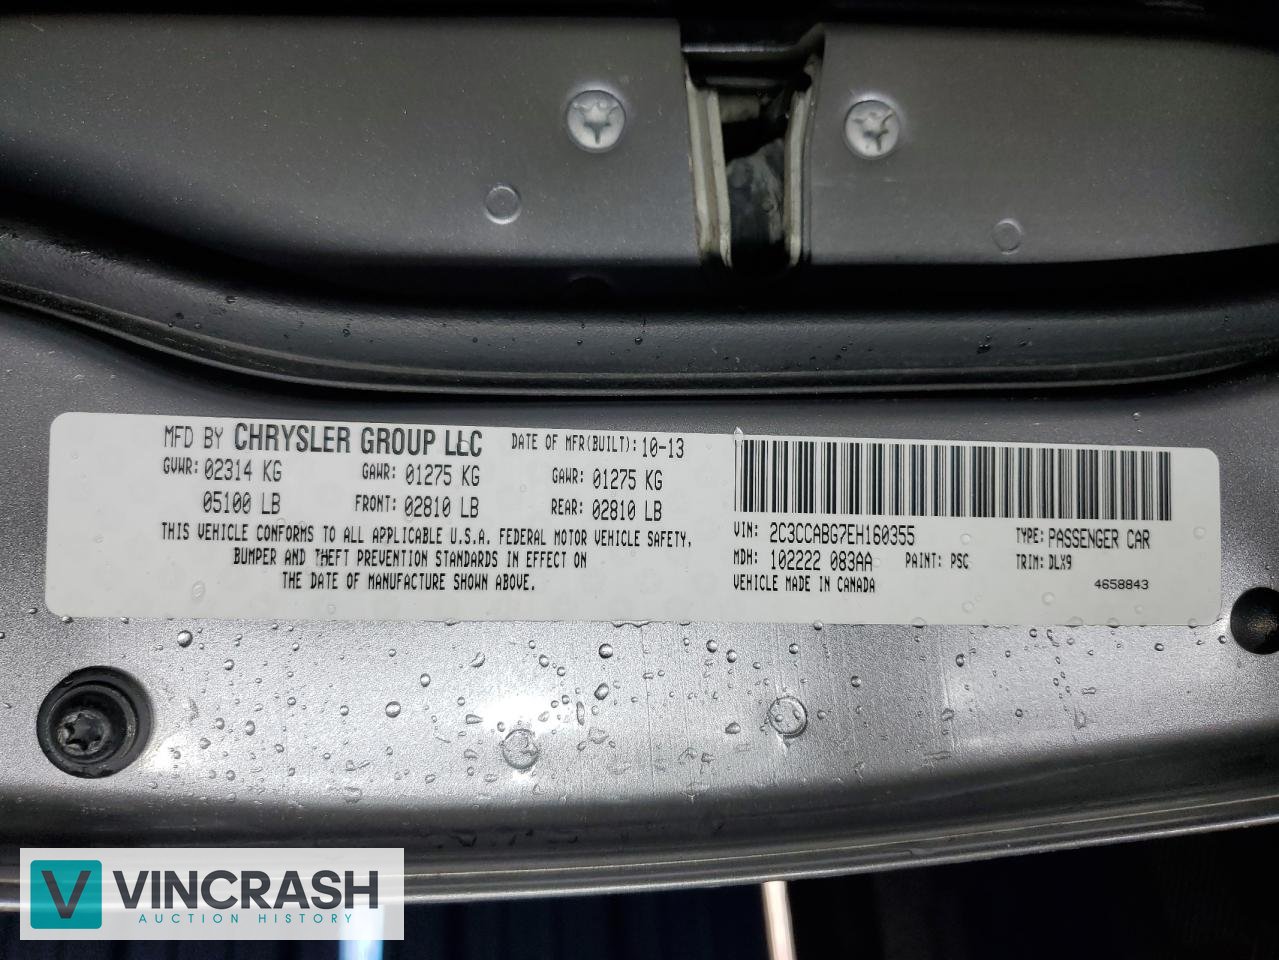 MFD BY CHRYSLER GROUP LLC DATE OF MFR(BUILT): 10-13
GVWR: 02314 KG GAWR: 01275 KG GAWR: 01275 KG
05100 LB FRONT: 02810 LB REAR: 02810 LB
THIS VEHICLE CONFORMS TO ALL APPLICABLE U.S.A. FEDERAL MOTOR VEHICLE SAFETY,
BUMPER AND THEFT PREVENTION STANDARDS IN EFFECT ON
THE DATE OF MANUFACTURE SHOWN ABOVE.
VIN: 2C3CCABG7EH160355 TYPE: PASSENGER CAR
MDH: 102222 083AA PAINT: PSC TRIM: DLX9
VEHICLE MADE IN CANADA 4658843
V VINCRASH
AUCTION HISTORY